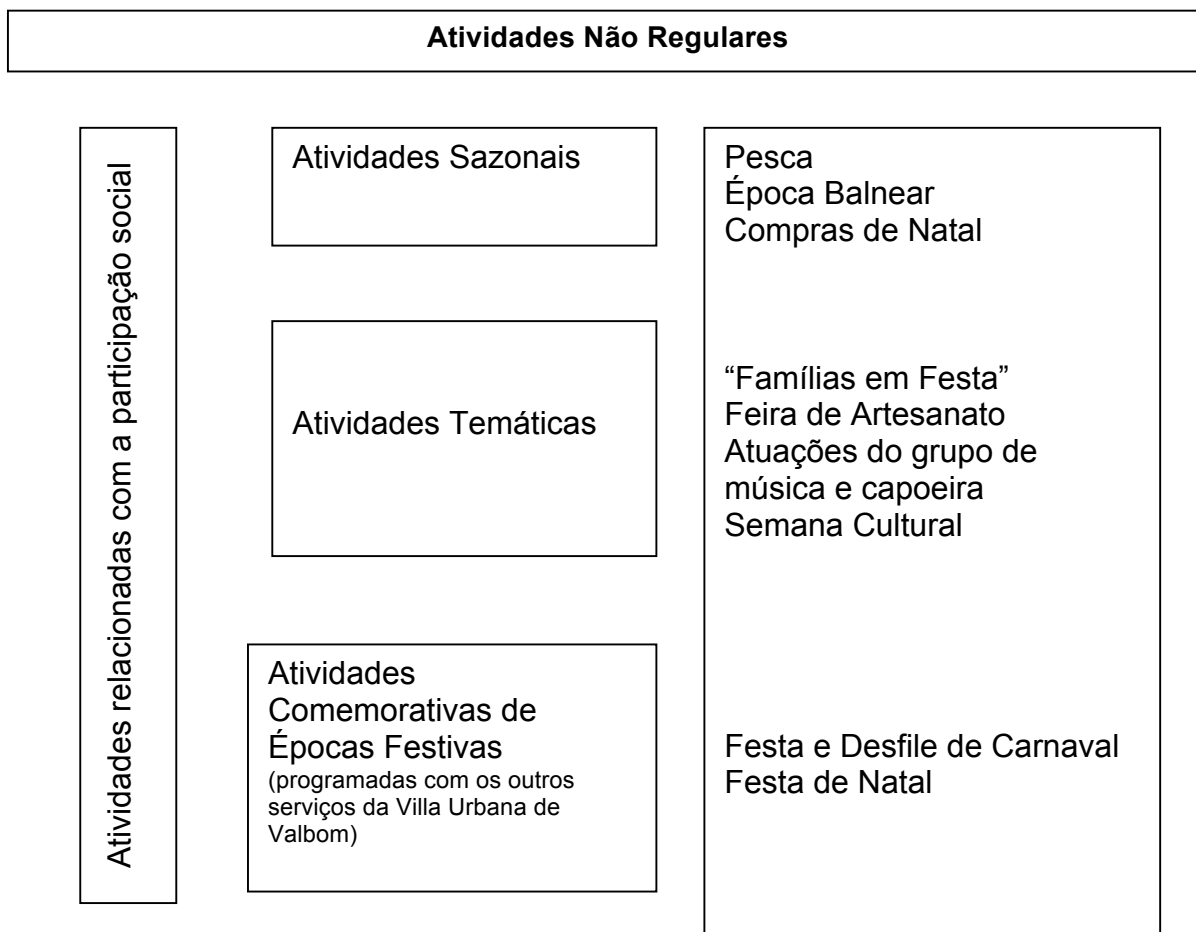 Atividades Não Regulares
Atividades relacionadas com a participação social
Atividades Sazonais
Pesca
Época Balnear
Compras de Natal
Atividades Temáticas
“Famílias em Festa”
Feira de Artesanato
Atuações do grupo de
música e capoeira
Semana Cultural
Atividades
Comemorativas de
Épocas Festivas
(programadas com os outros
serviços da Villa Urbana de
Valbom)
Festa e Desfile de Carnaval
Festa de Natal